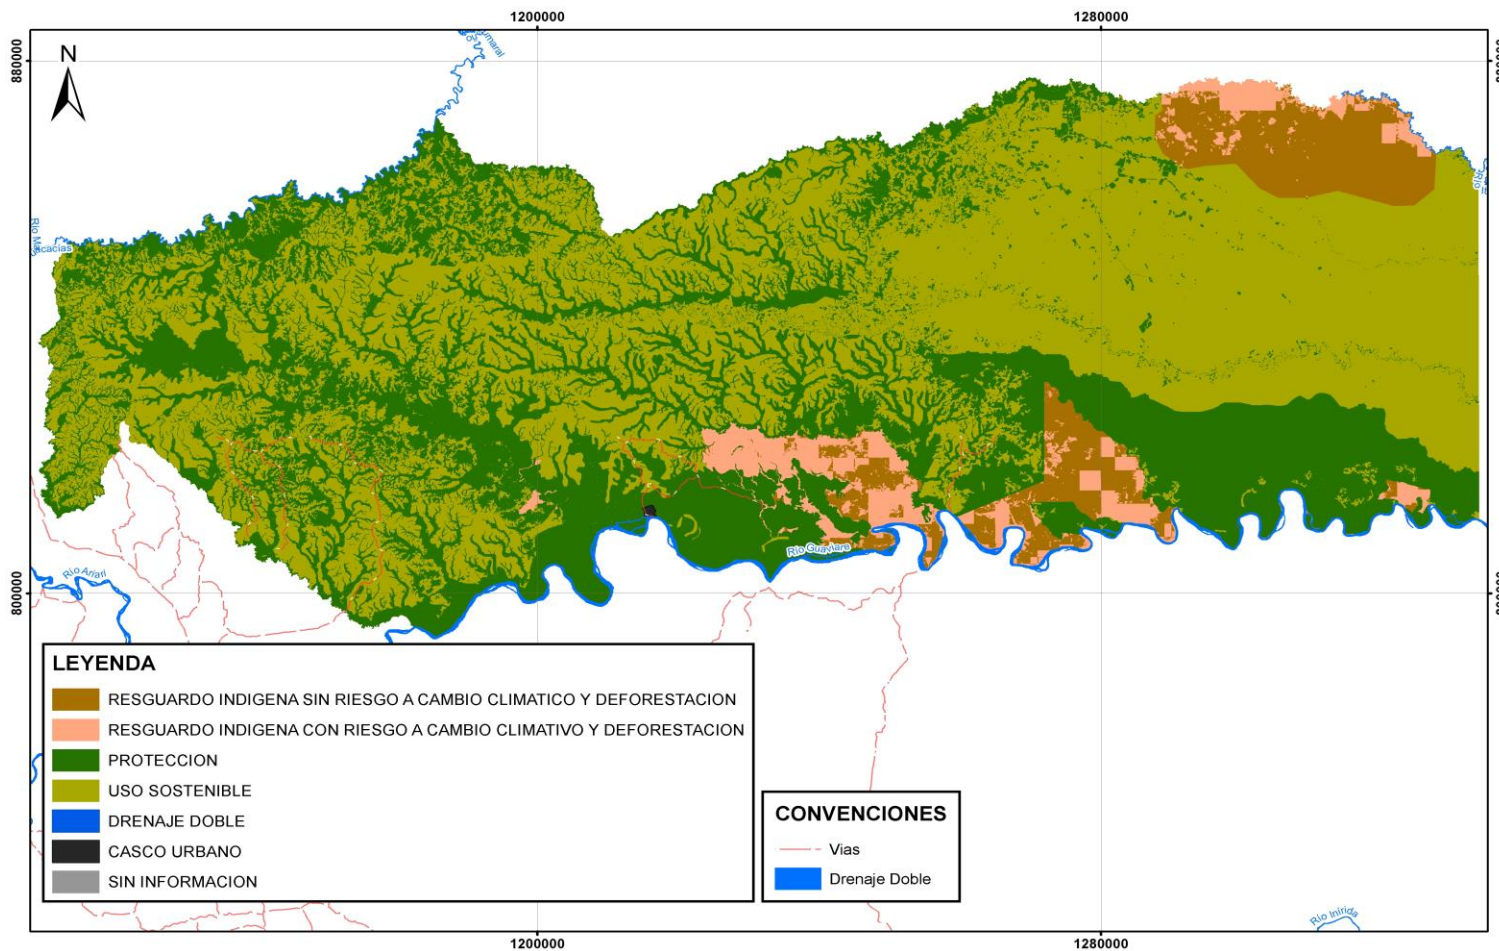 1200000
1280000
880000
N
Rio Guaviare
Rio Ariari
800000
800000
LEYENDA
RESGUARDO INDIGENA SIN RIESGO A CAMBIO CLIMATICO Y DEFORESTACION
RESGUARDO INDIGENA CON RIESGO A CAMBIO CLIMATIVO Y DEFORESTACION
PROTECCION
USO SOSTENIBLE
DRENAJE DOBLE
CASCO URBANO
SIN INFORMACION
CONVENCIONES
Vias
Drenaje Doble
Rio Inirida
1200000
1280000